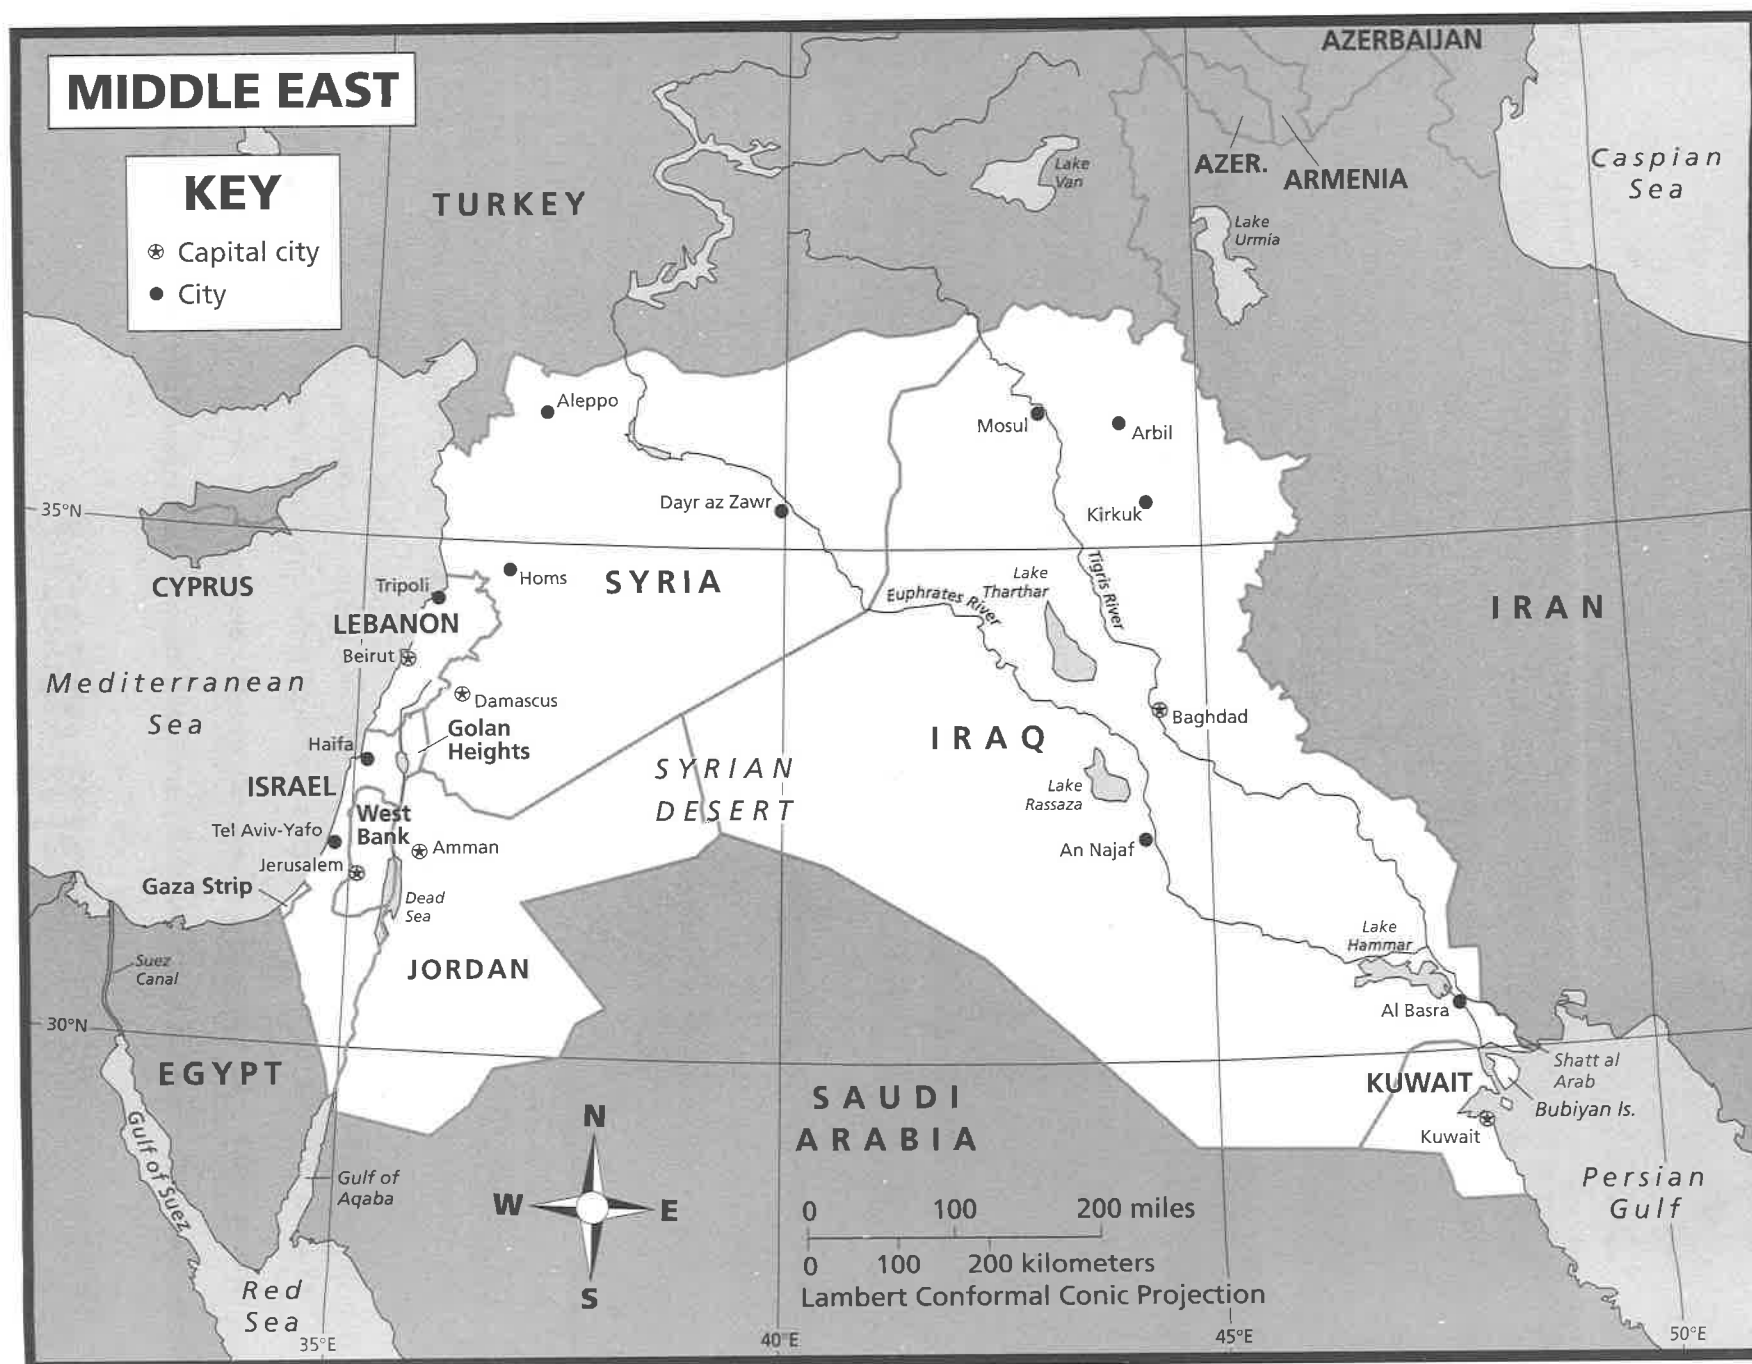 MIDDLE EAST
KEY
Capital city
City
AZERBAIJAN
AZER.
ARMENIA
Caspian
Sea
TURKEY
Lake
Van
Lake
Urmia
Aleppo
Mosul
Arbil
35°N
Dayr az Zawr
Kirkuk
CYPRUS
Tripoli
Homs
SYRIA
Lake
Tharthar
Euphrates River
Tigris River
IRAN
LEBANON
Beirut
Mediterranean
Sea
Damascus
Golan
Heights
Baghdad
IRAQ
Haifa
SYRIAN
DESERT
ISRAEL
West
Bank
Lake
Rassaza
Tel Aviv-Yafo
Amman
An Najaf
Jerusalem
Gaza Strip
Dead
Sea
Lake
Hammar
Suez
Canal
JORDAN
Al Basra
30°N
EGYPT
SAUDI
ARABIA
KUWAIT
Shatt al
Arab
Bubiyan Is.
Kuwait
Gulf of Suez
Gulf of
Aqaba
N
W
E
S
Persian
Gulf
0 100 200 miles
0 100 200 kilometers
Lambert Conformal Conic Projection
Red
Sea
35°E
40°E
45°E
50°E